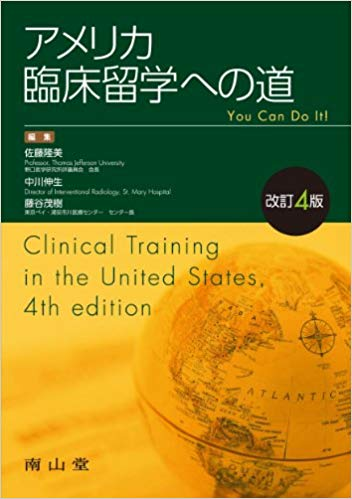 アメリカ
臨床留学への道
You Can Do It!
編集
佐藤隆美
Professor, Thomas Jefferson University
野口医学研究所評議員会 会長
中川伸生
Director of Interventional Radiology, St. Mary Hospital
藤谷茂樹
東京ベイ・浦安市川医療センター センター長
改訂4版
Clinical Training
in the United States,
4th edition
ATLANTIC
南山堂